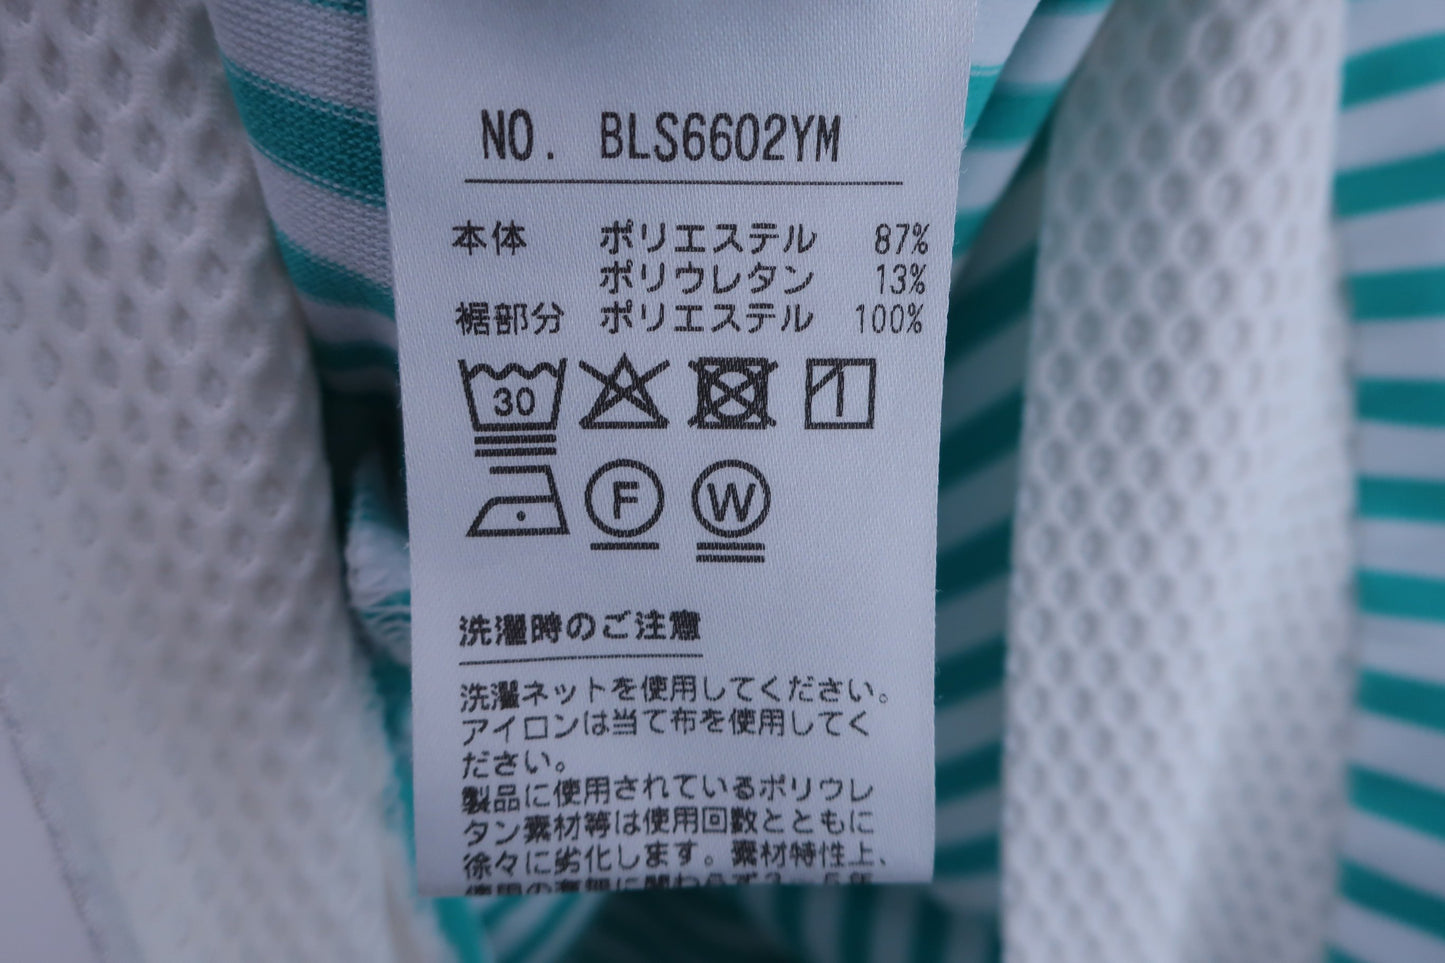 NO. BLS6602YM
本体 ポリエステル 87%
ポリウレタン 13%
裾部分 ポリエステル 100%
30
F W
洗濯時のご注意
洗濯ネットを使用してください。
アイロンは当て布を使用してく
ださい。
製品に使用されているポリウレ
タン素材等は使用回数とともに
徐々に劣化します。素材特性上、